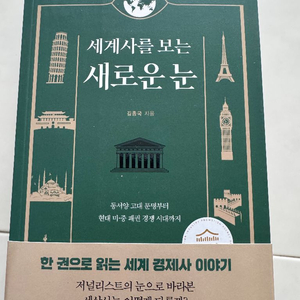 세계사를 보는
새로운 눈
김종국 지음
동서양 고대 문명부터
현대 미·중 패권 경쟁 시대까지
한 권으로 읽는 세계 경제사 이야기
저널리스트의 눈으로 바라본